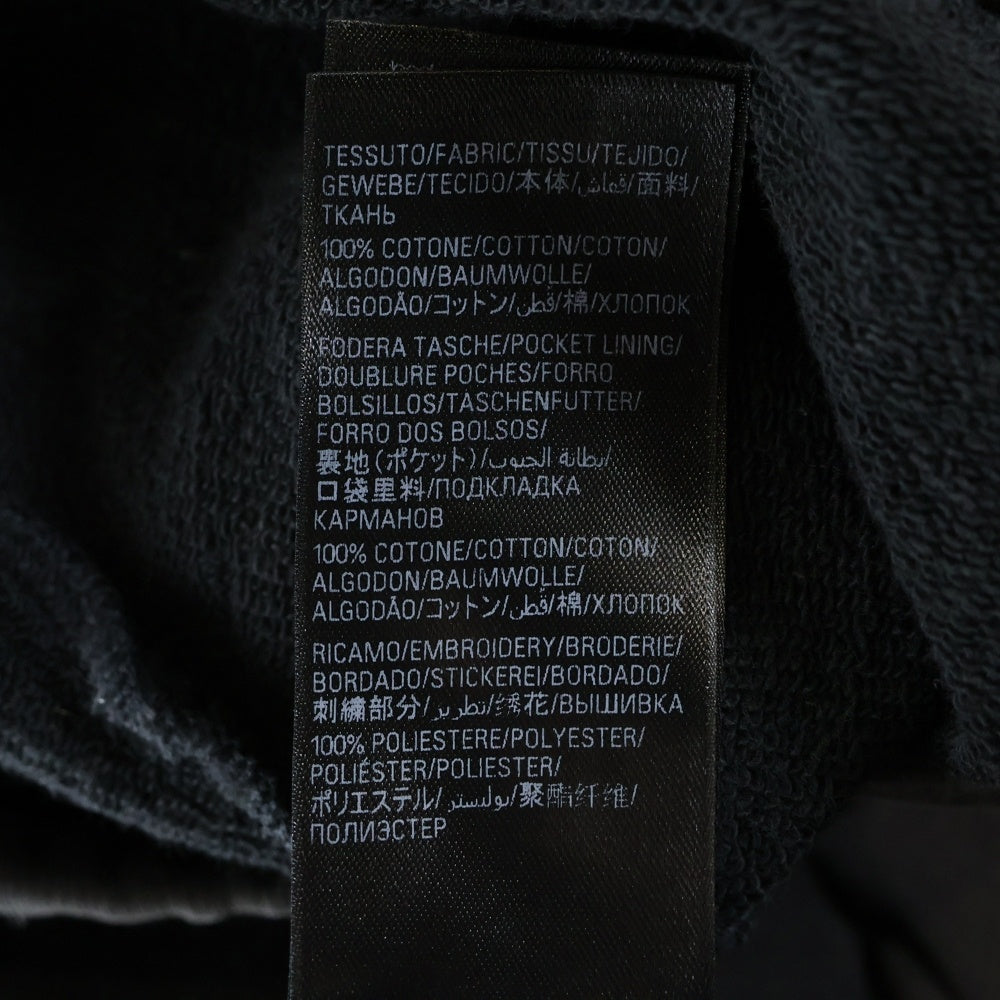 TESSUTO/FABRIC/TISSU/TEJIDO/
GEWEBE/TECIDO/本体/قماش/面料/
ТКАНЬ
100% COTONE/COTTON/COTON/
ALGODON/BAUMWOLLE/
ALGODÃO/コットン/قطن/棉/ХЛОПОК
FODERA TASCHE/POCKET LINING/
DOUBLURE POCHES/FORRO
BOLSILLOS/TASCHENFUTTER/
FORRO DOS BOLSOS/
裏地(ポケット)/بطانة الجيوب/
口袋里料/ПОДКЛАДКА
КАРМАНОВ
100% COTONE/COTTON/COTON/
ALGODON/BAUMWOLLE/
ALGODÃO/コットン/قطن/棉/ХЛОПОК
RICAMO/EMBROIDERY/BRODERIE/
BORDADO/STICKEREI/BORDADO/
刺繍部分/تطريز/绣花/ВЫШИВКА
100% POLIESTERE/POLYESTER/
POLIÉSTER/POLIESTER/
ポリエステル/بوليستر/聚酯纤维/
ПОЛИЭСТЕР